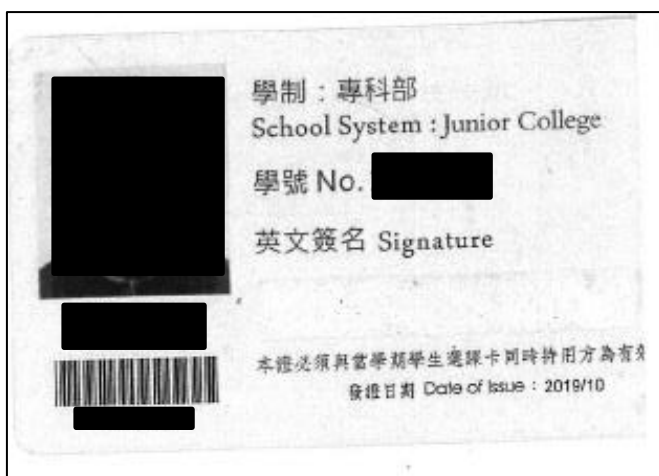 學制：專科部
School System : Junior College
學號 No.
英文簽名 Signature
本證必須與當學期學生選課卡同時持用方為有效
發證日期 Date of Issue：2019/10